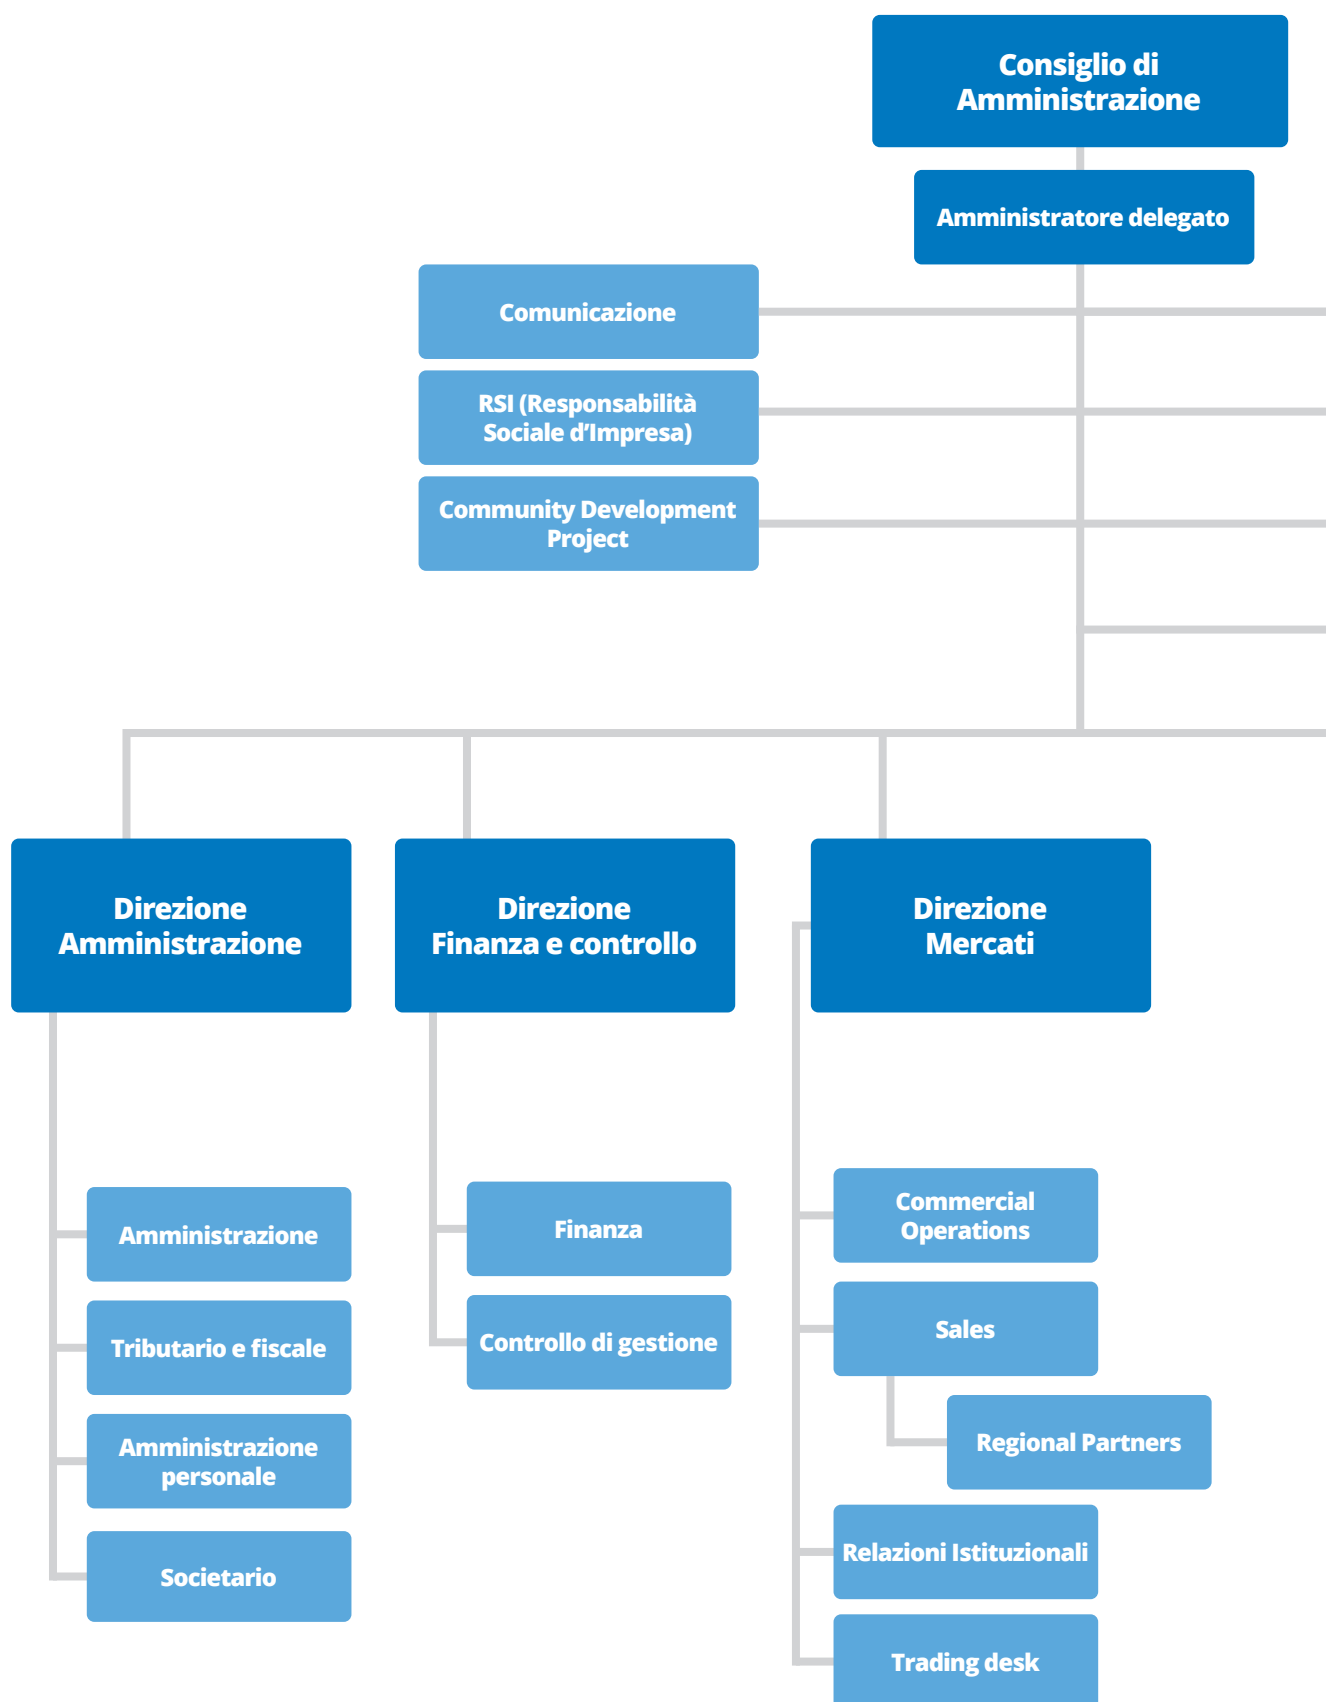 Consiglio di
Amministrazione
Amministratore delegato
Comunicazione
RSI (Responsabilità
Sociale d'Impresa)
Community Development
Project
Direzione
Amministrazione
Direzione
Finanza e controllo
Direzione
Mercati
Amministrazione
Tributario e fiscale
Amministrazione
personale
Societario
Finanza
Controllo di gestione
Commercial
Operations
Sales
Regional Partners
Relazioni Istituzionali
Trading desk